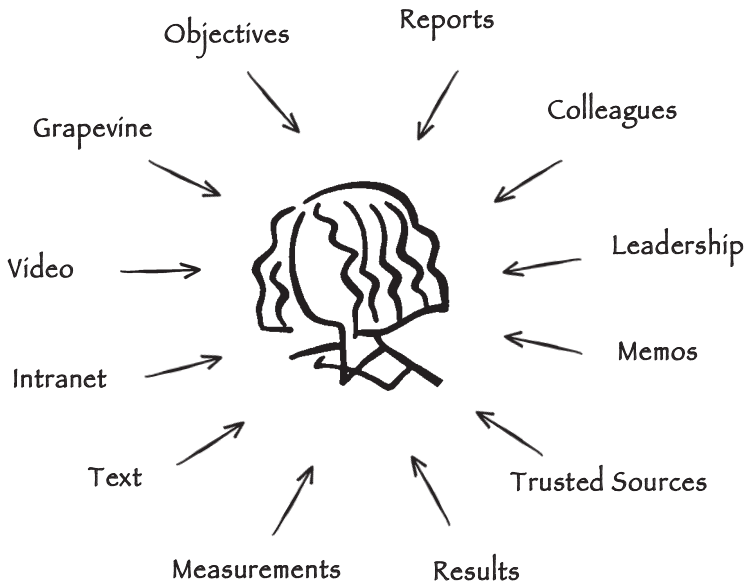 Reports
Objectives
Colleagues
Grapevine
Leadership
Video
Memos
Intranet
Text
Trusted Sources
Measurements
Results